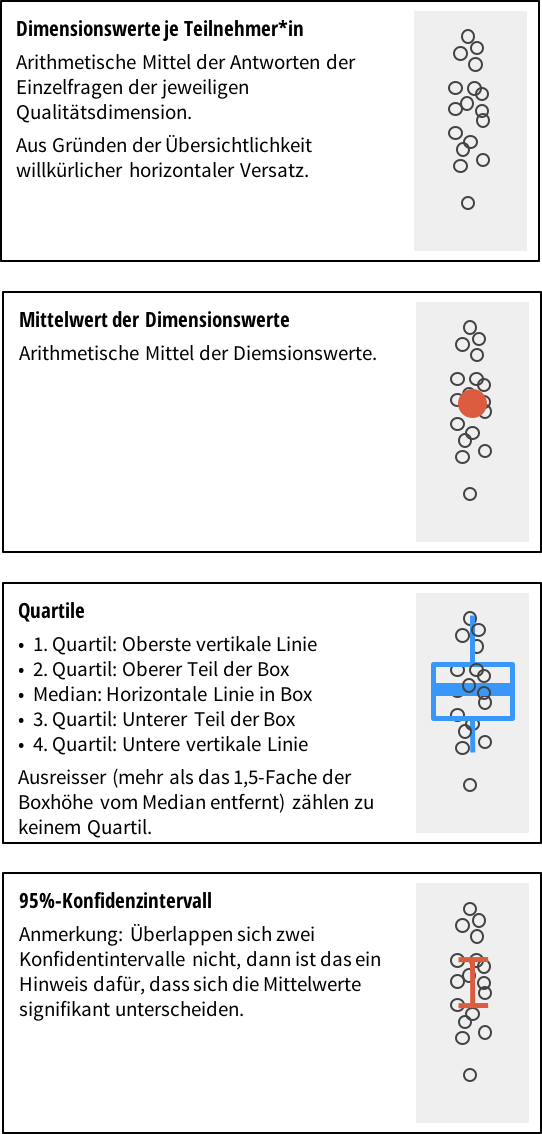 Dimensionswerte je Teilnehmer*in
Arithmetische Mittel der Antworten der
Einzelfragen der jeweiligen
Qualitätsdimension.
Aus Gründen der Übersichtlichkeit
willkürlicher horizontaler Versatz.
Mittelwert der Dimensionswerte
Arithmetische Mittel der Diemsionswerte.
Quartile
• 1. Quartil: Oberste vertikale Linie
• 2. Quartil: Oberer Teil der Box
• Median: Horizontale Linie in Box
• 3. Quartil: Unterer Teil der Box
• 4. Quartil: Untere vertikale Linie
Ausreisser (mehr als das 1,5-Fache der
Boxhöhe vom Median entfernt) zählen zu
keinem Quartil.
95%-Konfidenzintervall
Anmerkung: Überlappen sich zwei
Konfidentintervalle nicht, dann ist das ein
Hinweis dafür, dass sich die Mittelwerte
signifikant unterscheiden.